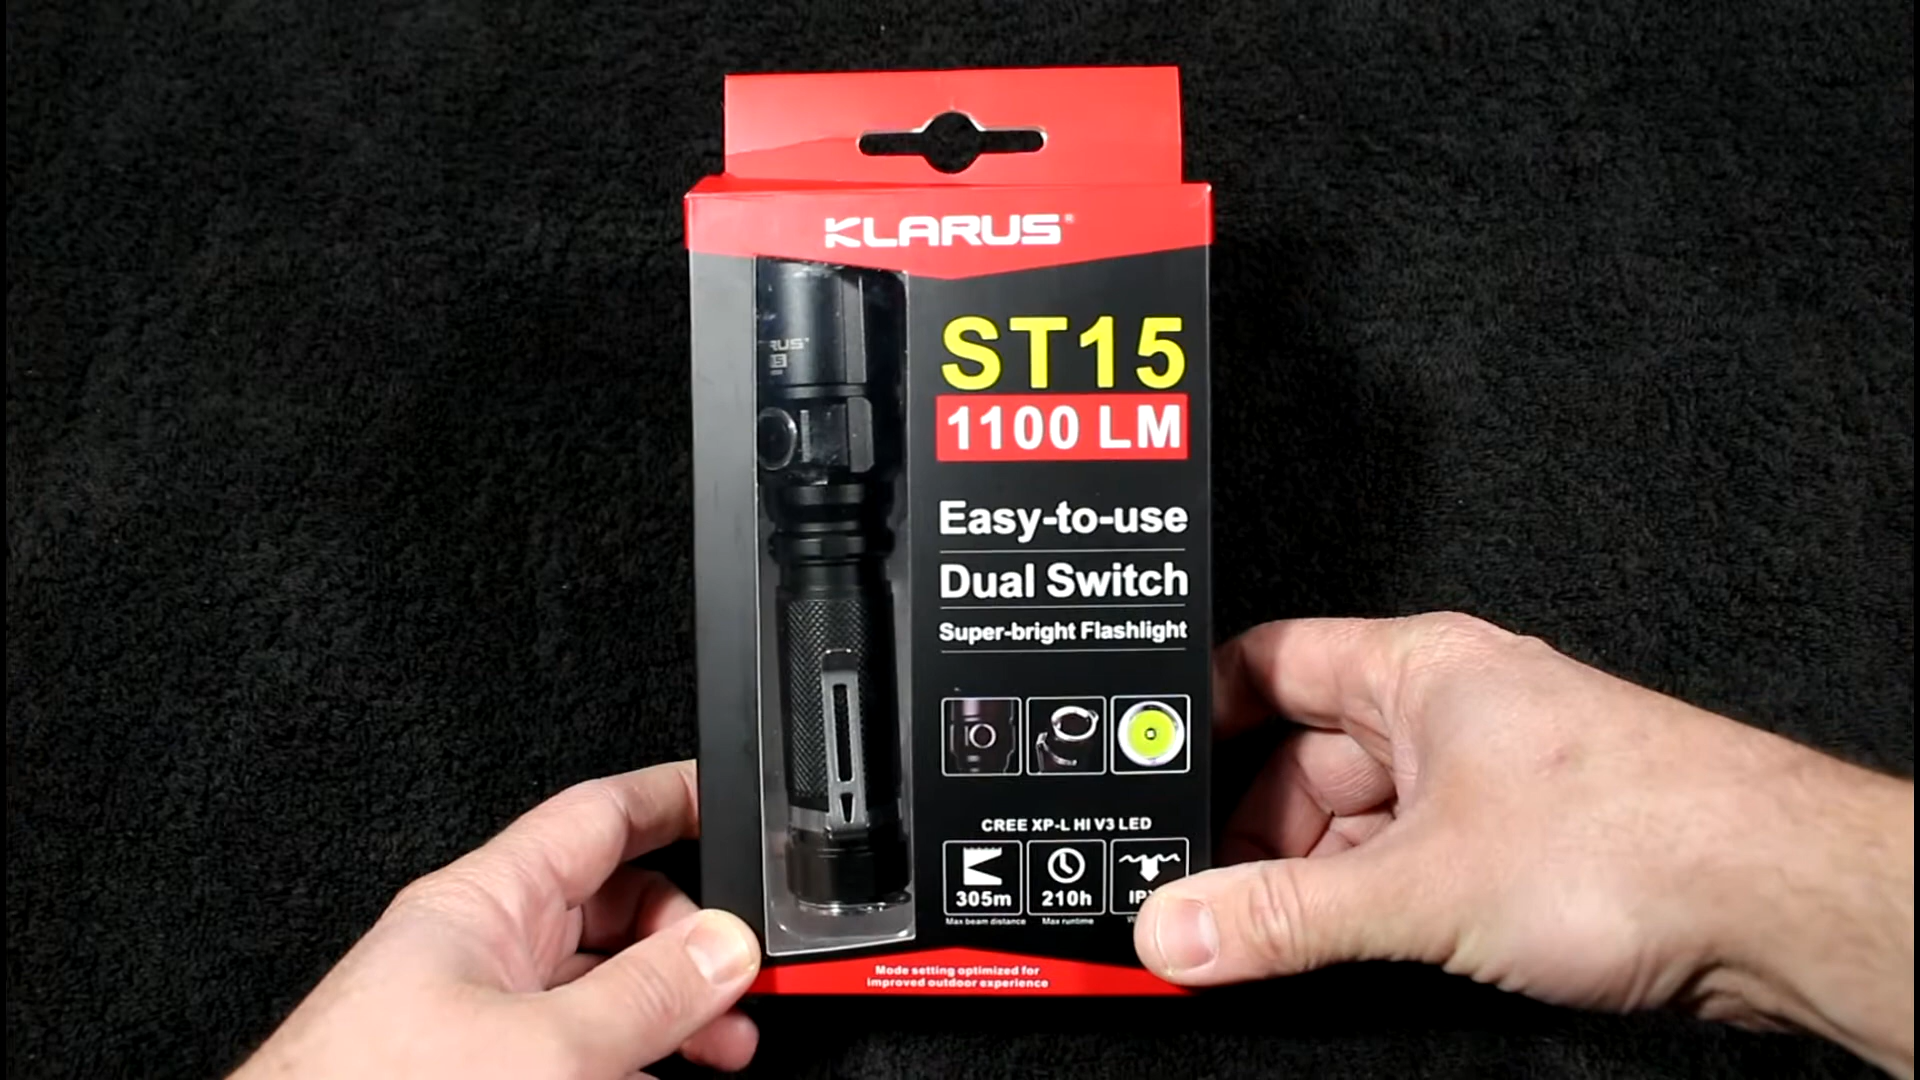 KLARUS®
ST15
1100 LM
Easy-to-use
Dual Switch
Super-bright Flashlight
CREE XP-L HI V3 LED
305m
210h
Max beam distance
Max runtime
Mode setting optimized for
improved outdoor experience